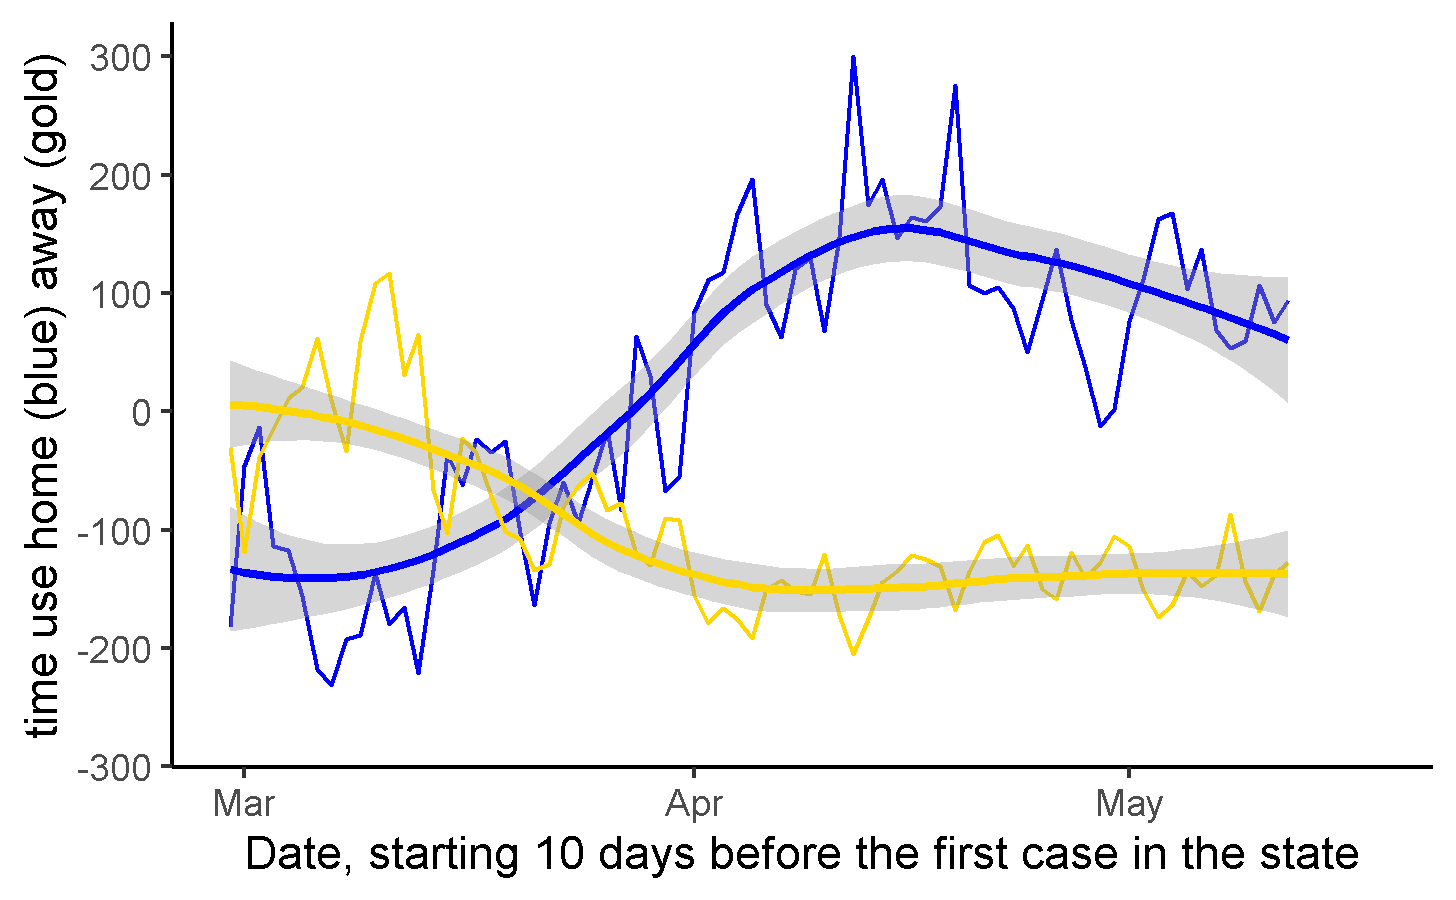 time use home (blue) away (gold)
300
200
100
0
-100
-200
-300
Mar
Apr
May
Date, starting 10 days before the first case in the state